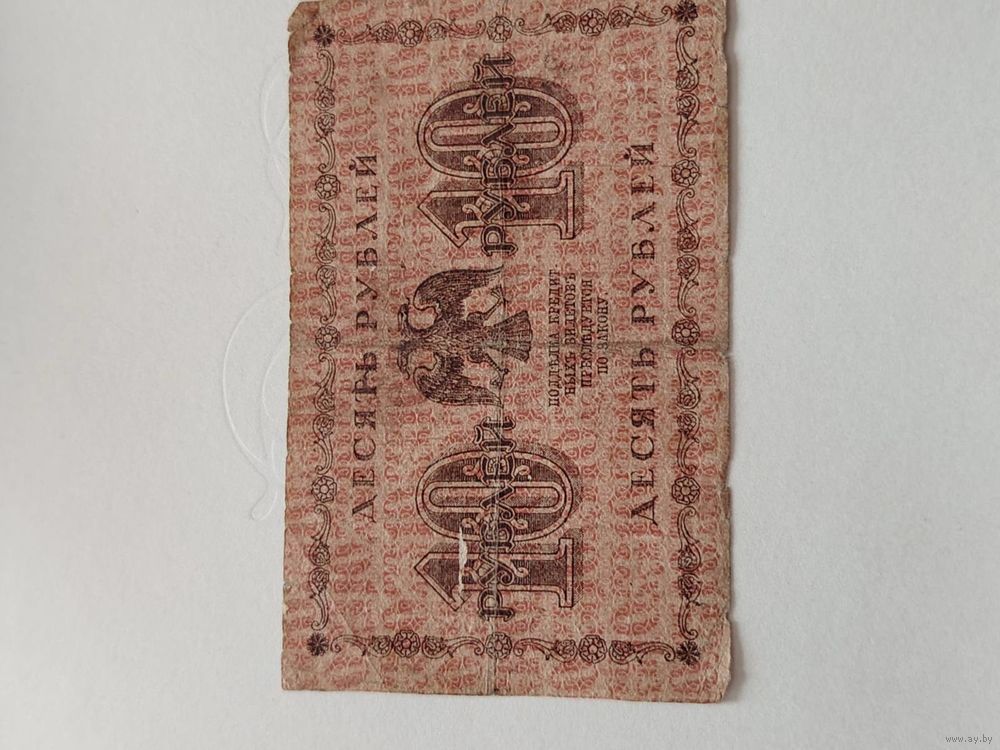 ДЕСЯТЬ РУБЛЕЙ
10 РУБЛЕЙ
10 РУБЛЕЙ
ПОДДѢЛКА КРЕДИТ-
НЫХЪ БИЛЕТОВЪ
ПРЕСЛѢДУЕТСЯ
ПО ЗАКОНУ.
ДЕСЯТЬ РУБЛЕЙ
www.ay.by